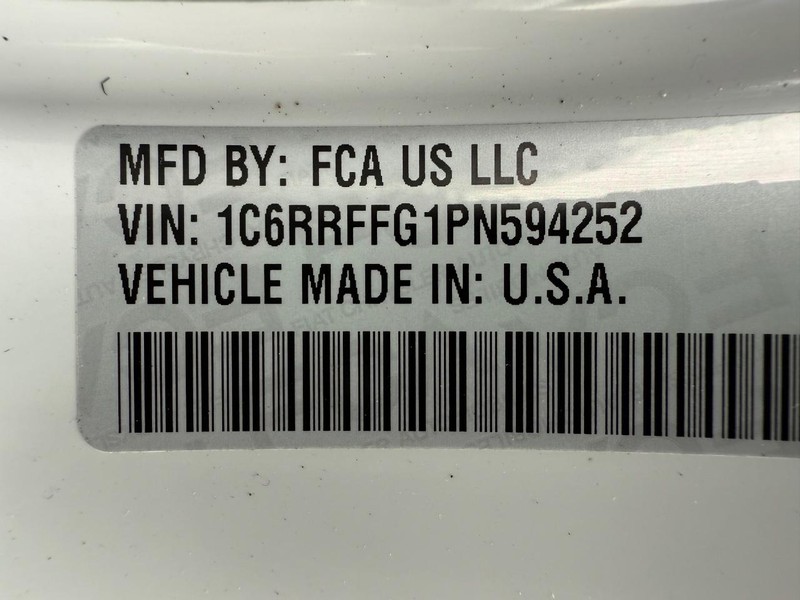 MFD BY: FCA US LLC
VIN: 1C6RRFFG1PN594252
VEHICLE MADE IN: U.S.A.